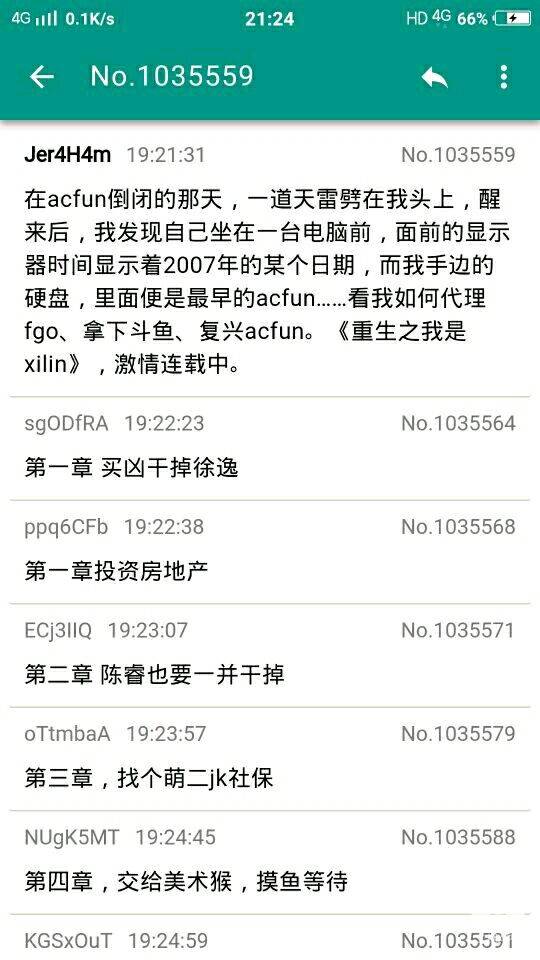 4G 0.1K/s 21:24 HD 4G 66%
No.1035559
Jer4H4m 19:21:31 No.1035559
在acfun倒闭的那天，一道天雷劈在我头上，醒
来后，我发现自己坐在一台电脑前，面前的显示
器时间显示着2007年的某个日期，而我手边的
硬盘，里面便是最早的acfun……看我如何代理
fgo、拿下斗鱼、复兴acfun。《重生之我是
xilin》，激情连载中。
sgODfRA 19:22:23 No.1035564
第一章 买凶干掉徐逸
ppq6CFb 19:22:38 No.1035568
第一章投资房地产
ECj3IIQ 19:23:07 No.1035571
第二章 陈睿也要一并干掉
oTtmbaA 19:23:57 No.1035579
第三章，找个萌二jk社保
NUgK5MT 19:24:45 No.1035588
第四章，交给美术猴，摸鱼等待
KGSxOuT 19:24:59 No.1035591